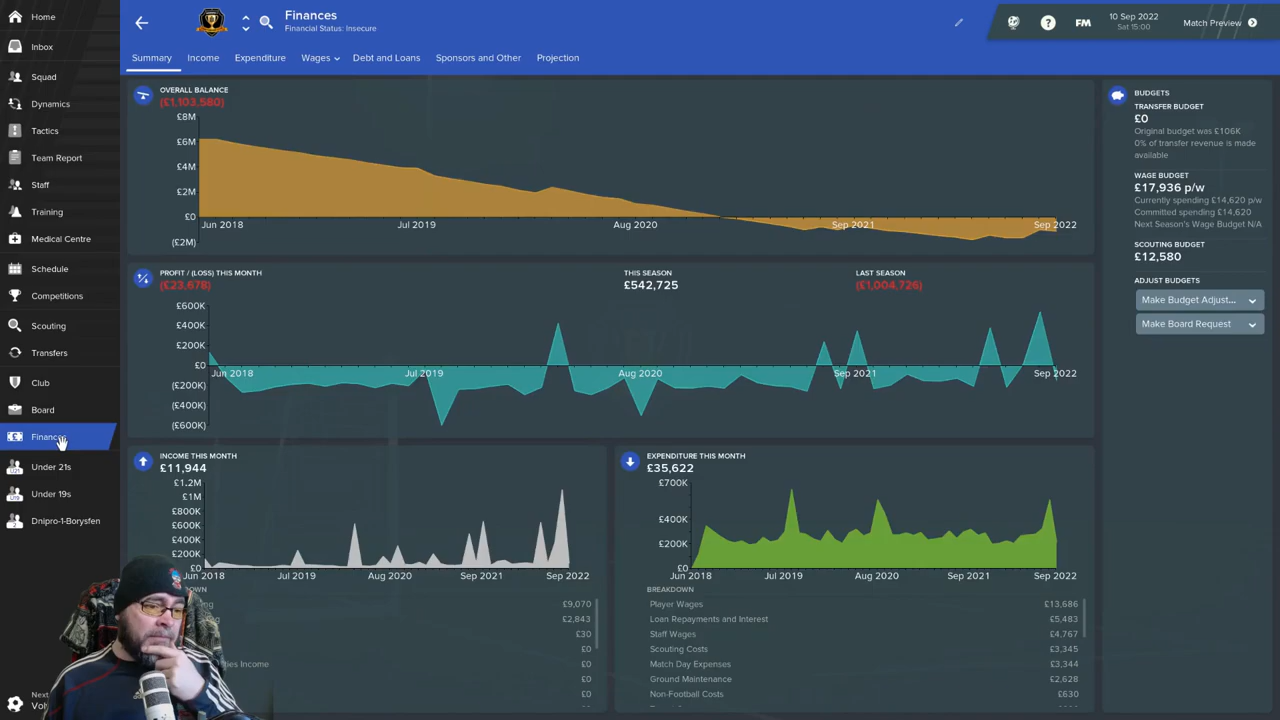 Home
Inbox
Squad
Dynamics
Tactics
Team Report
Staff
Training
Medical Centre
Schedule
Competitions
Scouting
Transfers
Club
Board
Finances
Under 21s
Under 19s
Dnipro-1-Borysfen
Finances
Financial Status: Insecure
10 Sep 2022
Sat 15:00
FM
Match Preview
Summary
Income
Expenditure
Wages
Debt and Loans
Sponsors and Other
Projection
OVERALL BALANCE
(£1,103,580)
£8M
£6M
£4M
£2M
£0
(£2M)
Jun 2018
Jul 2019
Aug 2020
Sep 2021
Sep 2022
PROFIT / (LOSS) THIS MONTH
(£23,678)
THIS SEASON
£542,725
LAST SEASON
(£1,004,726)
£600K
£400K
£200K
£0
(£200K)
(£400K)
(£600K)
Jun 2018
Jul 2019
Aug 2020
Sep 2021
Sep 2022
INCOME THIS MONTH
£11,944
£1.2M
£1M
£800K
£600K
£400K
£200K
£0
Jun 2018
Jul 2019
Aug 2020
Sep 2021
Sep 2022
£9,070
£2,843
£30
£0
£0
£0
£0
Income
EXPENDITURE THIS MONTH
£35,622
£700K
£400K
£200K
£0
Jun 2018
Jul 2019
Aug 2020
Sep 2021
Sep 2022
BREAKDOWN
Player Wages £13,686
Loan Repayments and Interest £5,483
Staff Wages £4,767
Scouting Costs £3,345
Match Day Expenses £3,344
Ground Maintenance £2,628
Non-Football Costs £630
BUDGETS
TRANSFER BUDGET
£0
Original budget was £106K
0% of transfer revenue is made
available
WAGE BUDGET
£17,936 p/w
Currently spending £14,620 p/w
Committed spending £14,620
Next Season's Wage Budget N/A
SCOUTING BUDGET
£12,580
ADJUST BUDGETS
Make Budget Adjust...
Make Board Request